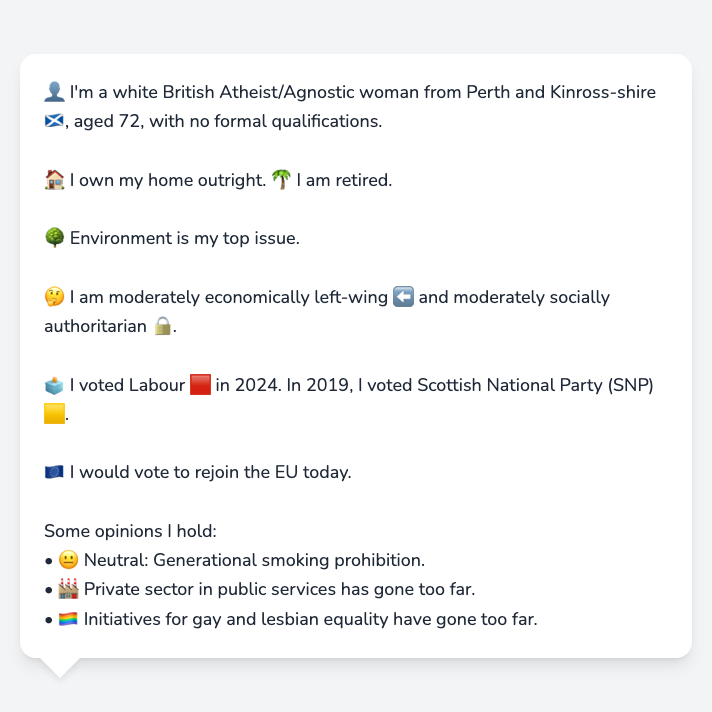 👤 I'm a white British Atheist/Agnostic woman from Perth and Kinross-shire
🏴󠁧󠁢󠁳󠁣󠁴󠁿, aged 72, with no formal qualifications.
🏠 I own my home outright. 🌴 I am retired.
🌳 Environment is my top issue.
🤔 I am moderately economically left-wing ⬅️ and moderately socially
authoritarian 🔒.
🗳️ I voted Labour 🟥 in 2024. In 2019, I voted Scottish National Party (SNP)
🟨.
🇪🇺 I would vote to rejoin the EU today.
Some opinions I hold:
• 😐 Neutral: Generational smoking prohibition.
• 🏭 Private sector in public services has gone too far.
• 🏳️‍🌈 Initiatives for gay and lesbian equality have gone too far.